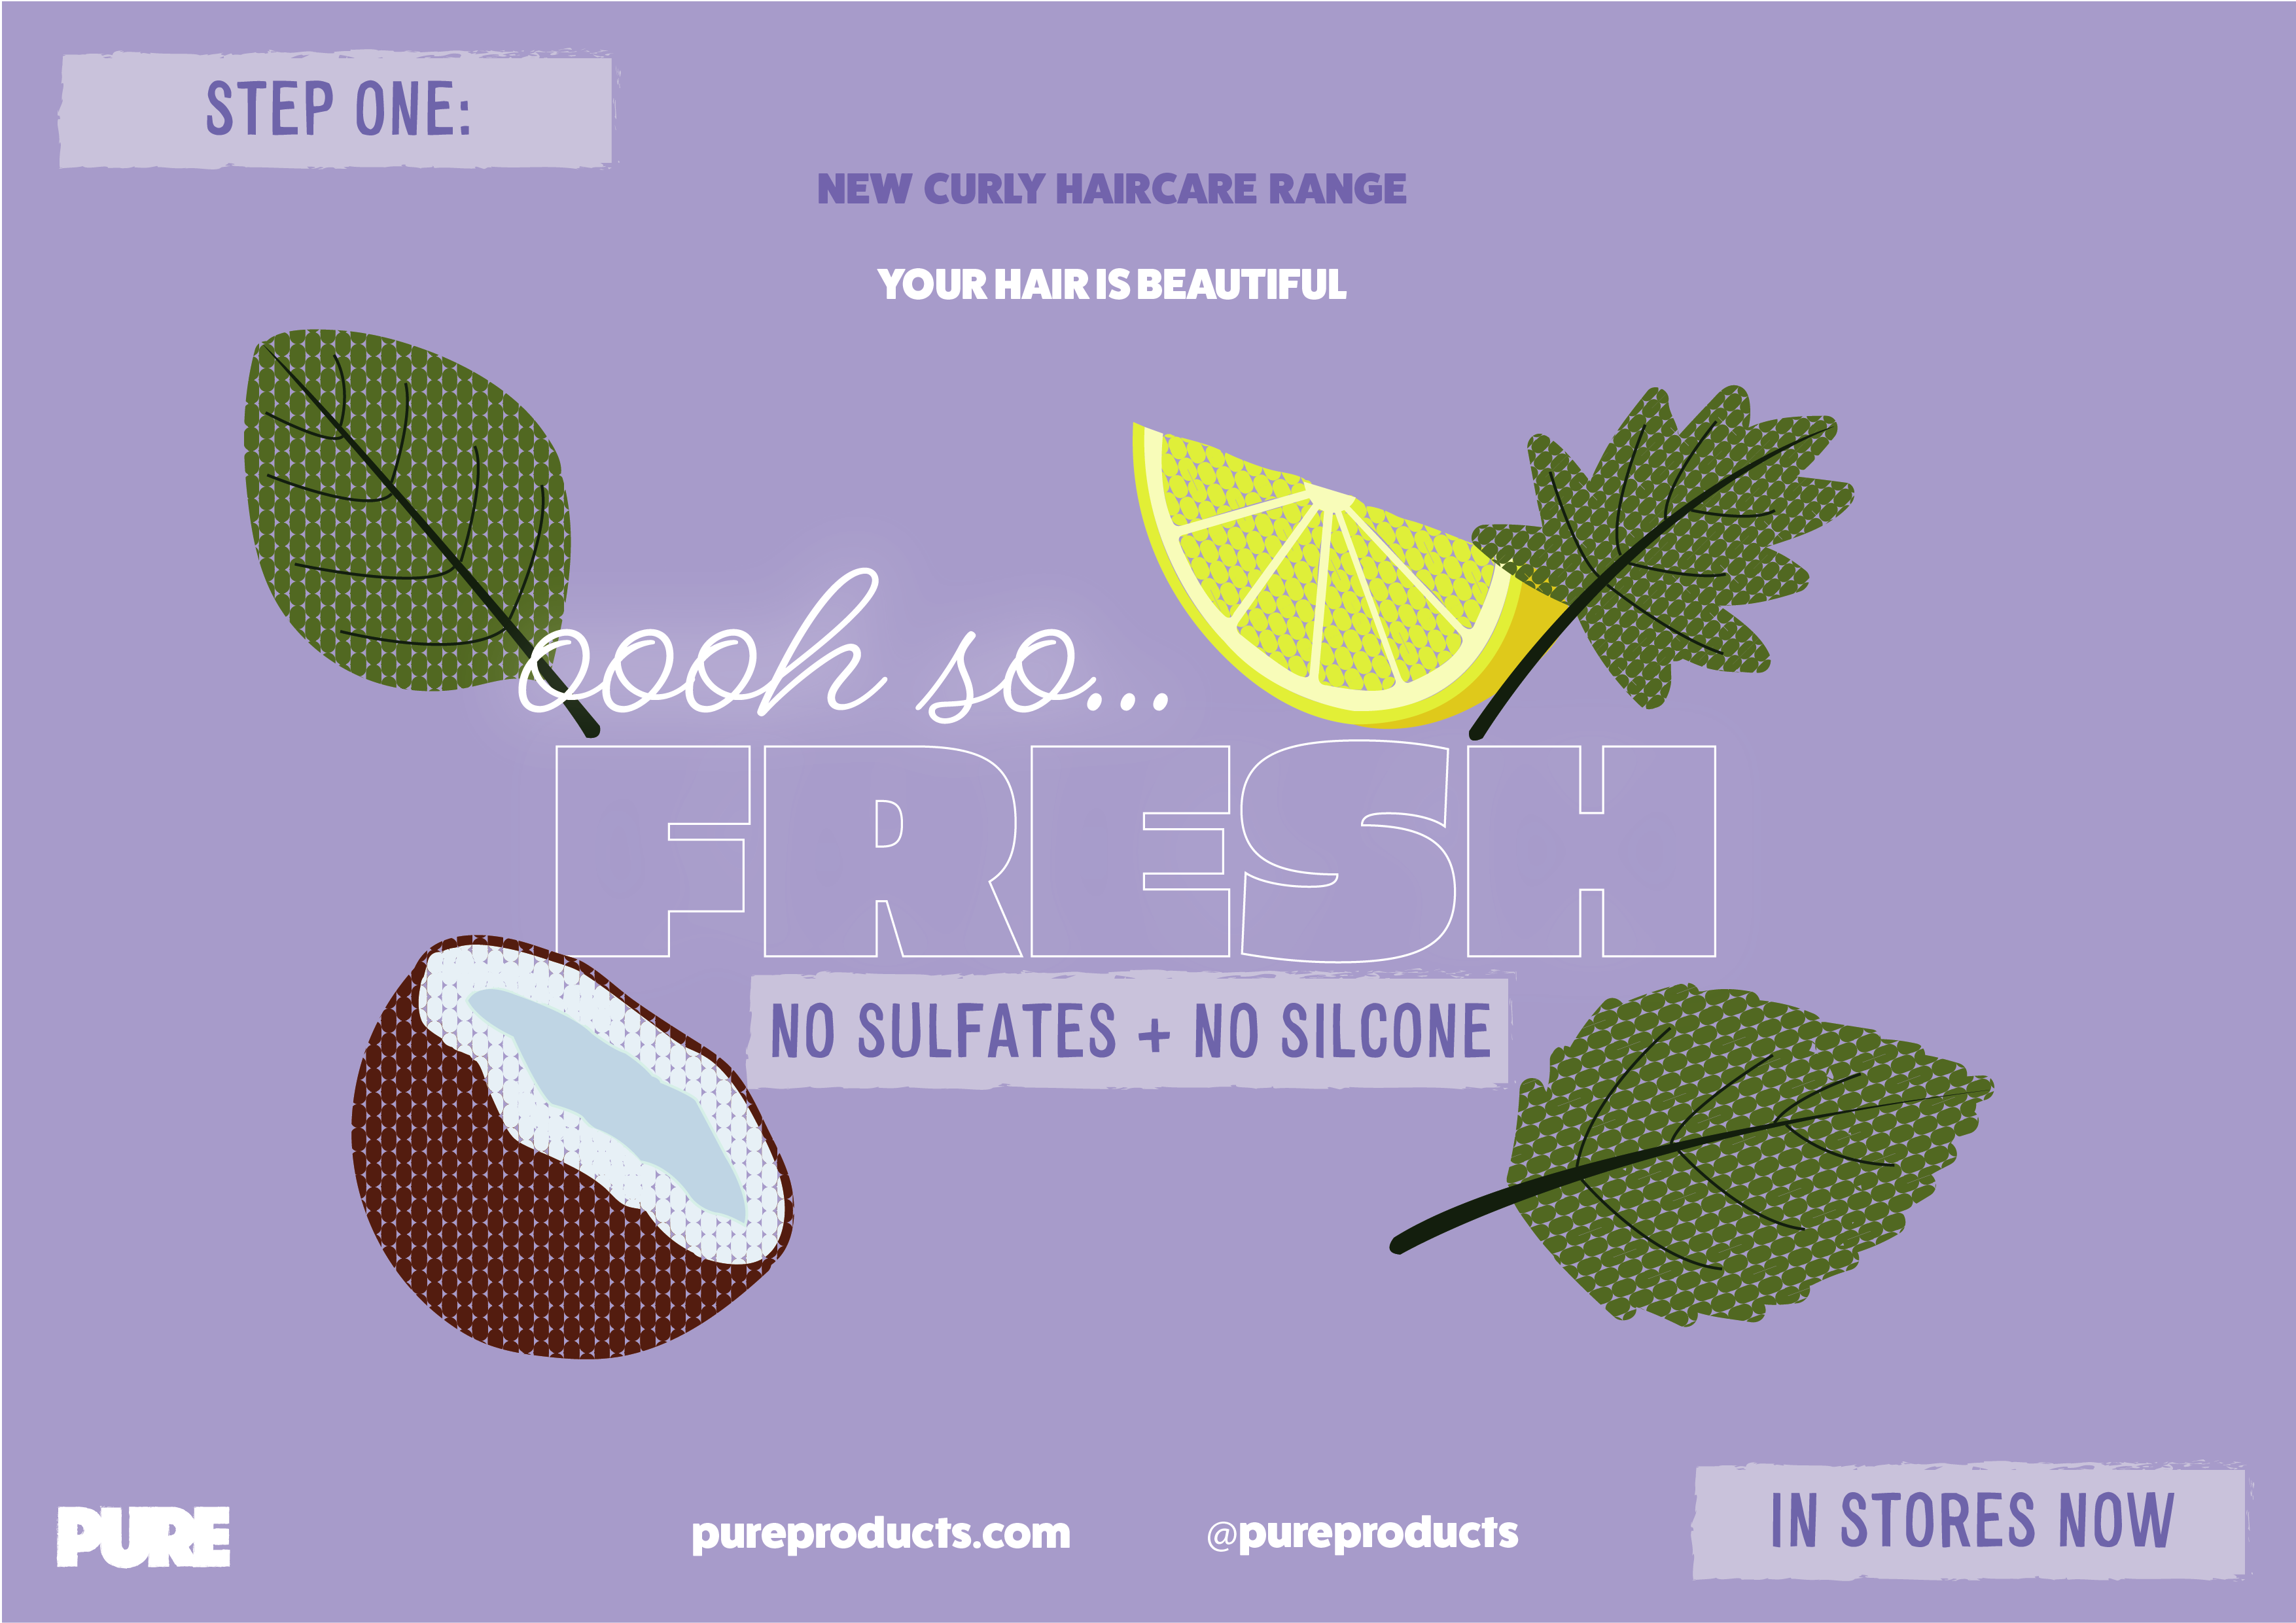 STEP ONE:
NEW CURLY HAIRCARE RANGE
YOUR HAIR IS BEAUTIFUL
oooh so...
FRESH
NO SULFATES + NO SILCONE
PURE
pureproducts.com
@pureproducts
IN STORES NOW